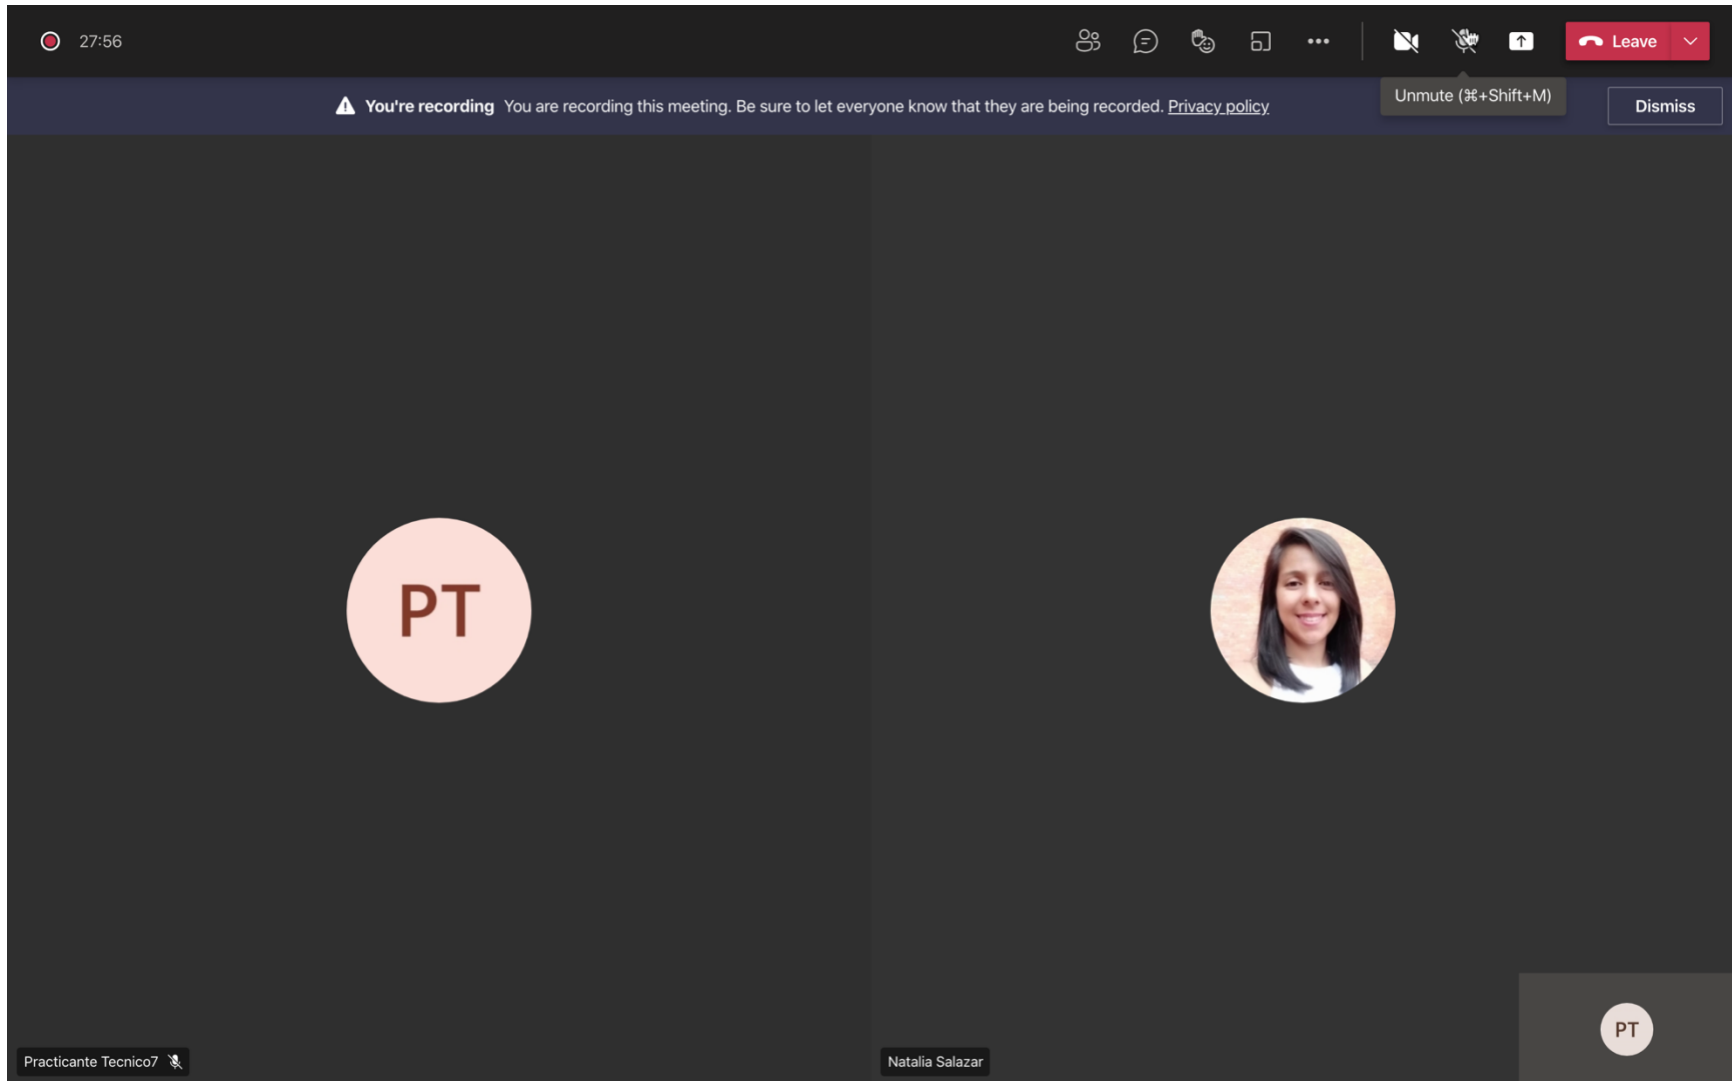 27:56
Leave
Unmute (⌘+Shift+M)
You're recording You are recording this meeting. Be sure to let everyone know that they are being recorded. Privacy policy
Dismiss
PT
Practicante Tecnico7
Natalia Salazar
PT